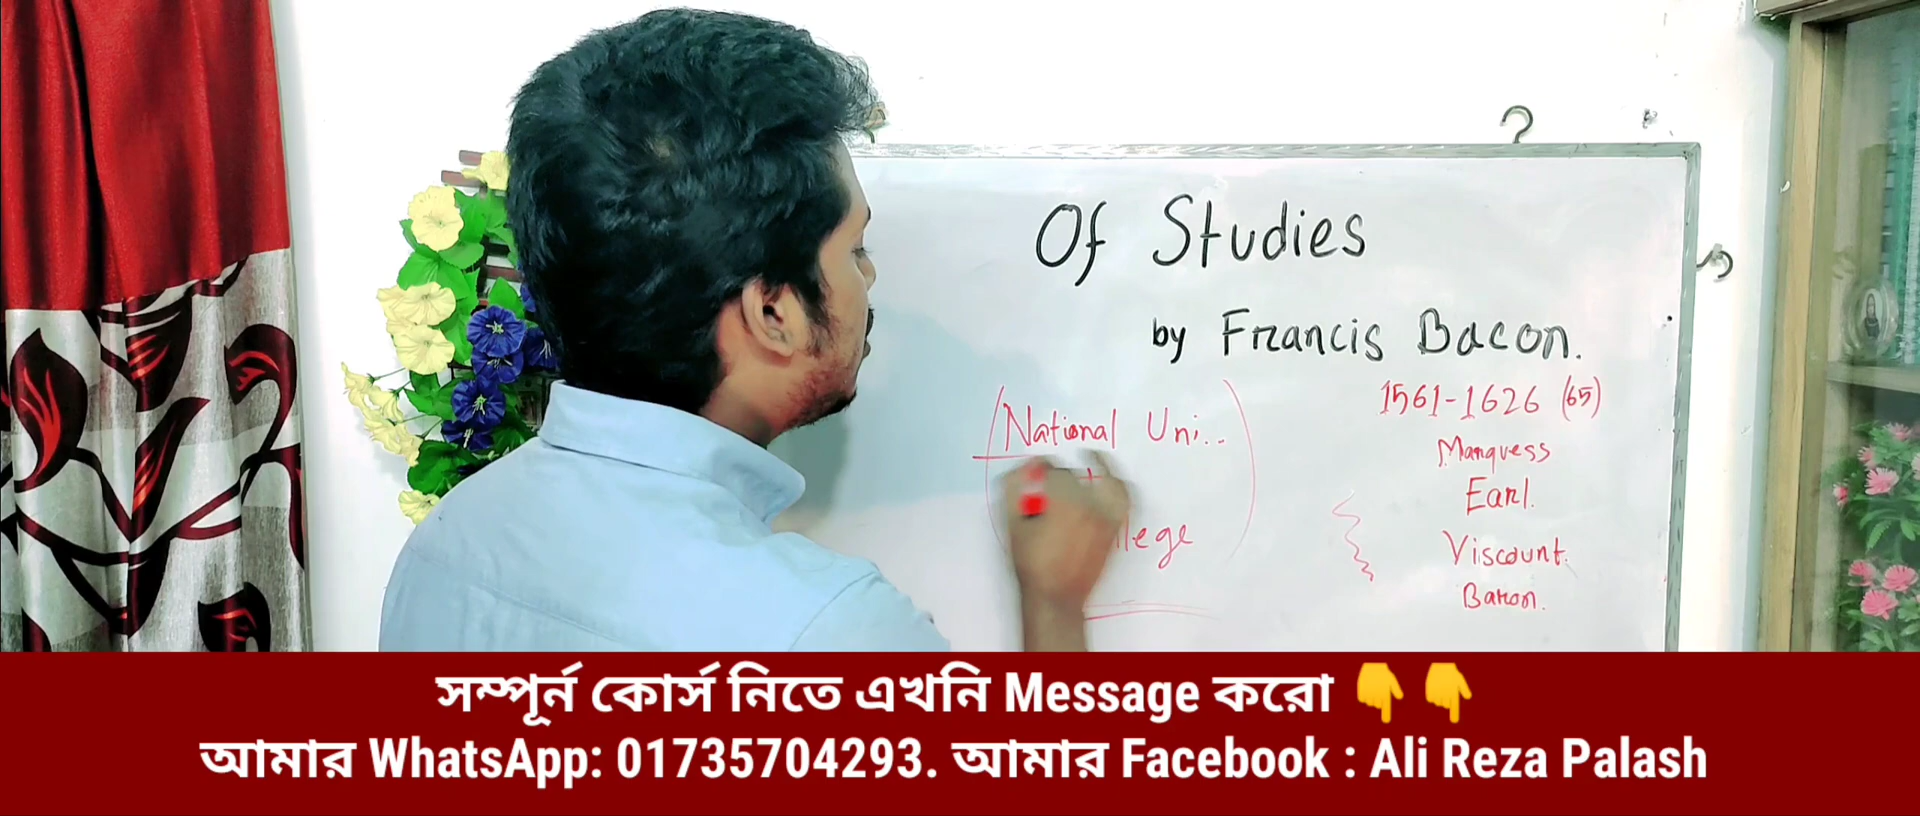 Of Studies
by Francis Bacon.
1561-1626 (65)
National Uni..
+
llege
Marquess
Earl.
Viscount.
Baron.
সম্পূর্ন কোর্স নিতে এখনি Message করো 👇 👇
আমার WhatsApp: 01735704293. আমার Facebook : Ali Reza Palash